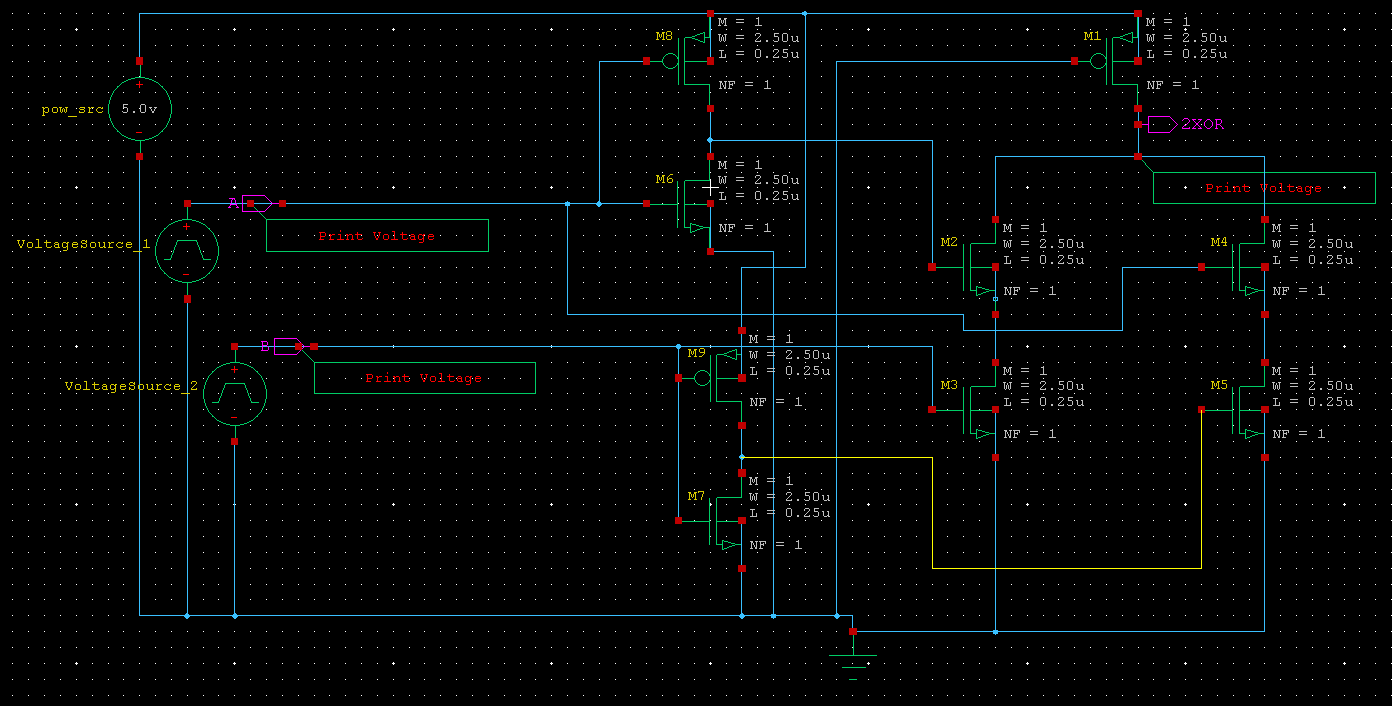 M8
M = 1
W = 2.50u
L = 0.25u
NF = 1
M1
M = 1
W = 2.50u
L = 0.25u
NF = 1
pow_src
+
5.0v
-
2XOR
Print Voltage
M6
M = 1
W = 2.50u
L = 0.25u
NF = 1
A
Print Voltage
VoltageSource_1
+
-
M2
M = 1
W = 2.50u
L = 0.25u
NF = 1
M4
M = 1
W = 2.50u
L = 0.25u
NF = 1
B
Print Voltage
VoltageSource_2
+
-
M9
M = 1
W = 2.50u
L = 0.25u
NF = 1
M3
M = 1
W = 2.50u
L = 0.25u
NF = 1
M5
M = 1
W = 2.50u
L = 0.25u
NF = 1
M7
M = 1
W = 2.50u
L = 0.25u
NF = 1